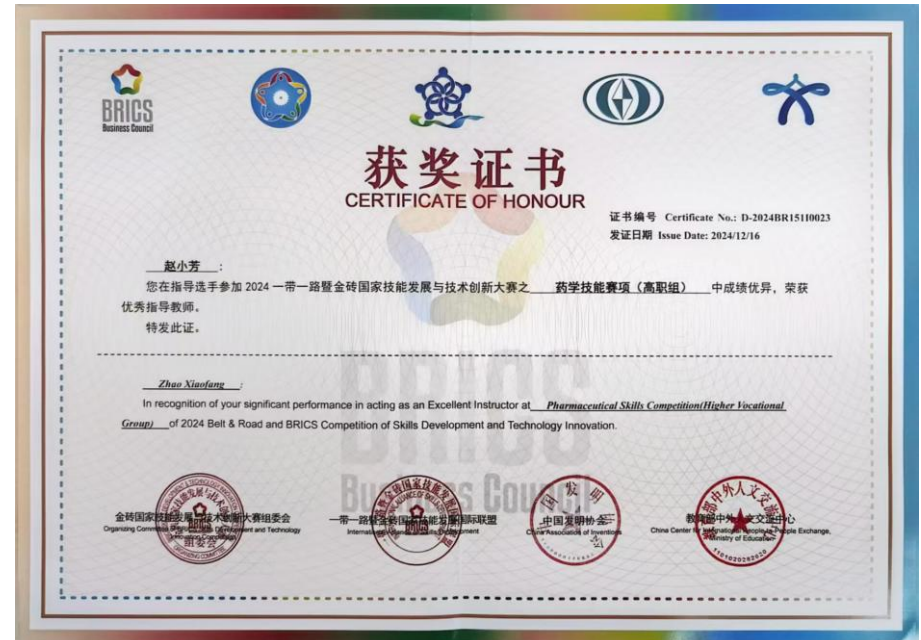 BRICS
Business Council
获奖证书
CERTIFICATE OF HONOUR
证书编号 Certificate No.: D-2024BR15110023
发证日期 Issue Date: 2024/12/16
赵小芳:
您在指导选手参加 2024 一带一路暨金砖国家技能发展与技术创新大赛之 药学技能赛项（高职组） 中成绩优异，荣获
优秀指导教师。
特发此证。
Zhao Xiaofang:
In recognition of your significant performance in acting as an Excellent Instructor at Pharmaceutical Skills Competition(Higher Vocational
Group) of 2024 Belt & Road and BRICS Competition of Skills Development and Technology Innovation.
BRICS
Business Council
金砖国家技能发展与技术创新大赛组委会
一带一路暨金砖国家技能发展国际联盟
中国发明协会
China Association of Inventions
教育部中外人文交流中心
China Center for International People-to-People Exchange,
Ministry of Education